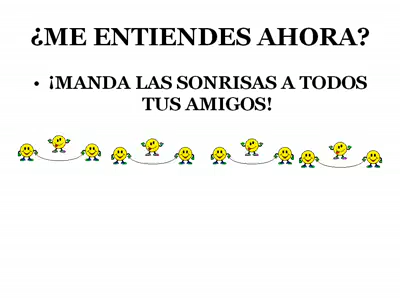 ¿ME ENTIENDES AHORA?
• ¡MANDA LAS SONRISAS A TODOS
TUS AMIGOS!